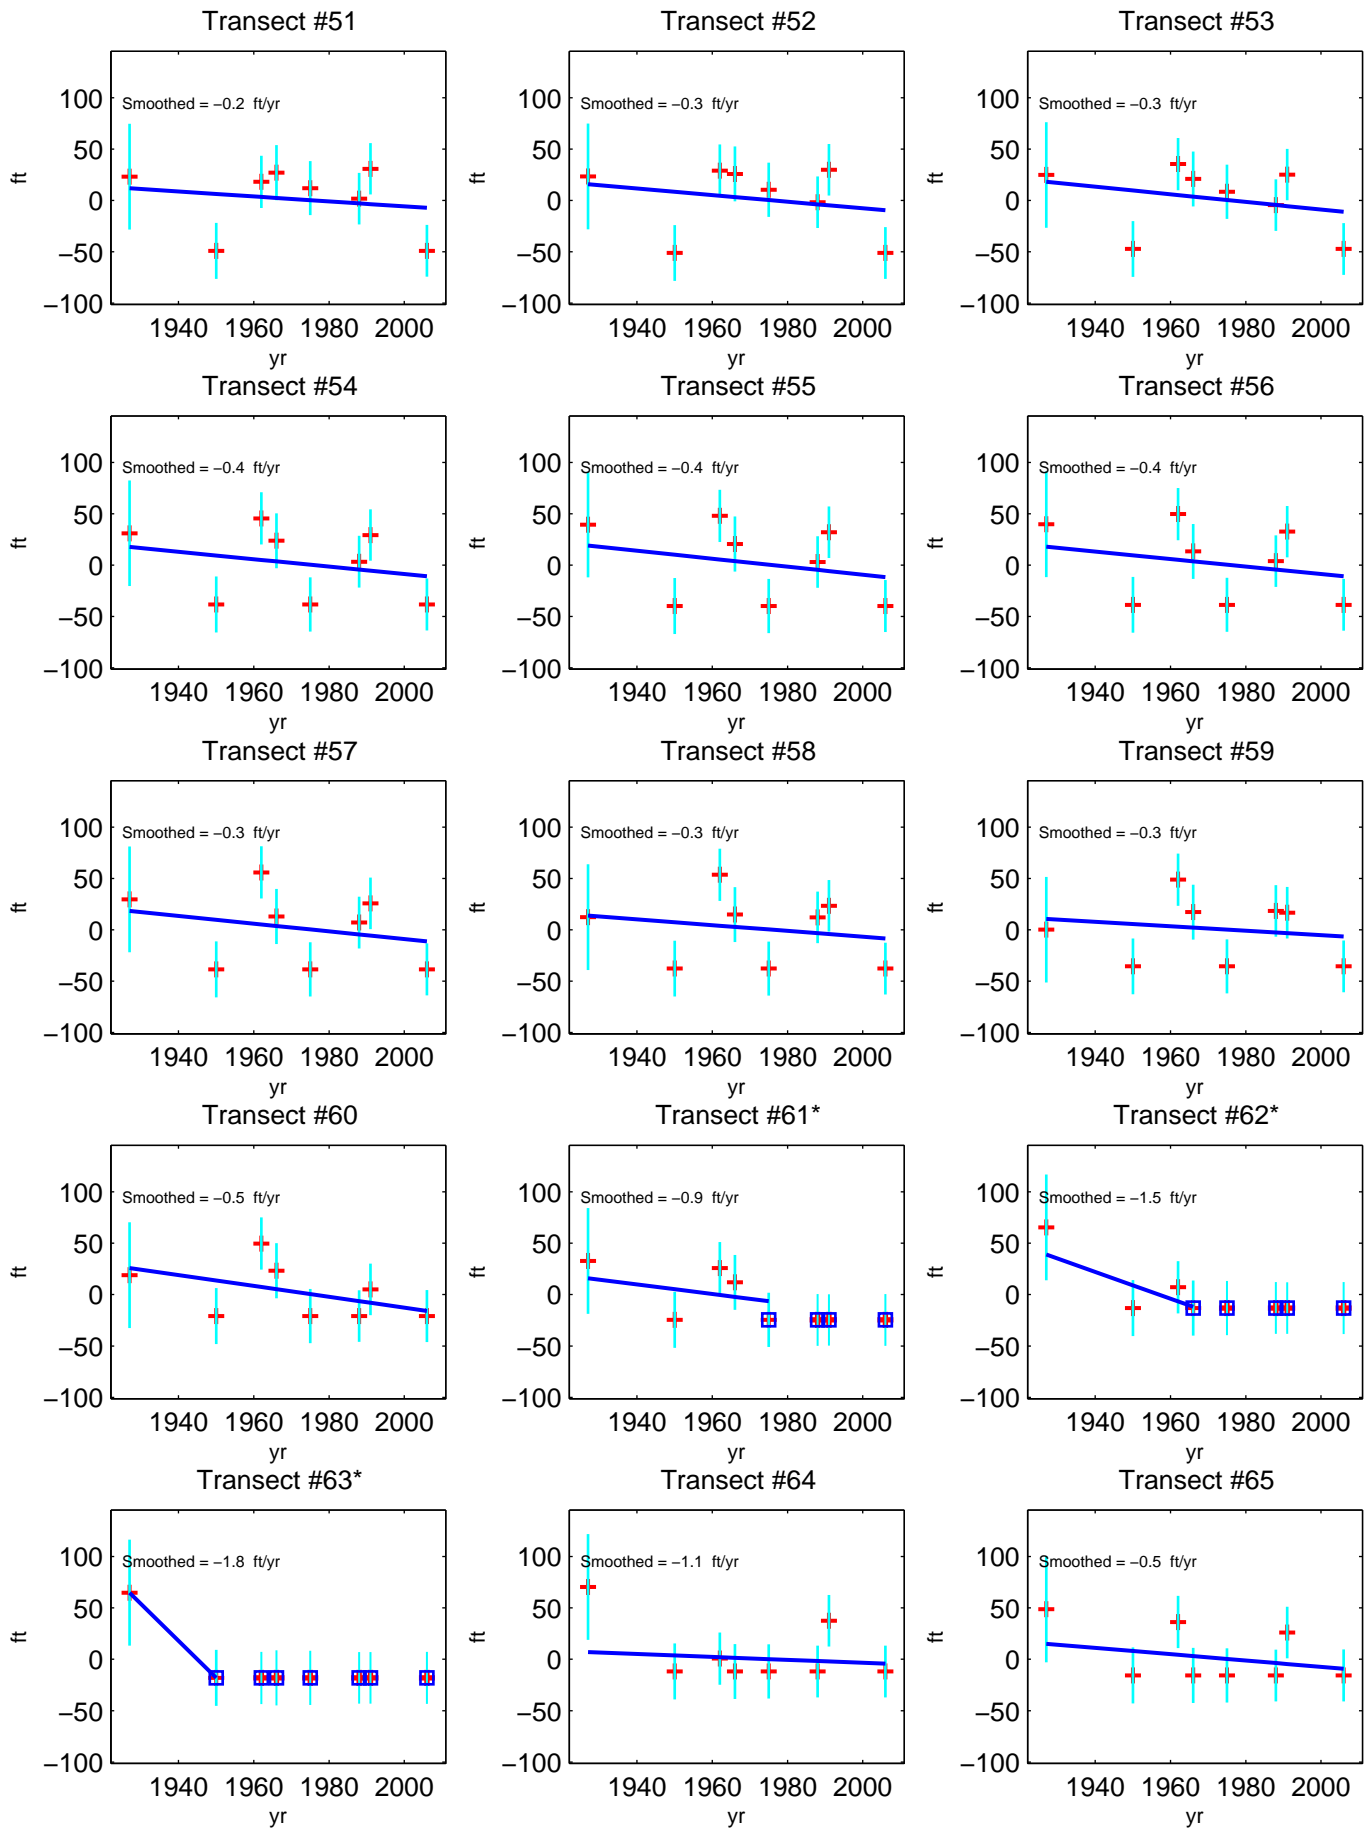 Transect #51
Transect #52
Transect #53
Smoothed = −0.2 ft/yr
Smoothed = −0.3 ft/yr
Smoothed = −0.3 ft/yr
100
50
0
−50
−100
ft
1940 1960 1980 2000
yr
100
50
0
−50
−100
ft
1940 1960 1980 2000
yr
100
50
0
−50
−100
ft
1940 1960 1980 2000
yr
Transect #54
Transect #55
Transect #56
Smoothed = −0.4 ft/yr
Smoothed = −0.4 ft/yr
Smoothed = −0.4 ft/yr
100
50
0
−50
−100
ft
1940 1960 1980 2000
yr
100
50
0
−50
−100
ft
1940 1960 1980 2000
yr
100
50
0
−50
−100
ft
1940 1960 1980 2000
yr
Transect #57
Transect #58
Transect #59
Smoothed = −0.3 ft/yr
Smoothed = −0.3 ft/yr
Smoothed = −0.3 ft/yr
100
50
0
−50
−100
ft
1940 1960 1980 2000
yr
100
50
0
−50
−100
ft
1940 1960 1980 2000
yr
100
50
0
−50
−100
ft
1940 1960 1980 2000
yr
Transect #60
Transect #61*
Transect #62*
Smoothed = −0.5 ft/yr
Smoothed = −0.9 ft/yr
Smoothed = −1.5 ft/yr
100
50
0
−50
−100
ft
1940 1960 1980 2000
yr
100
50
0
−50
−100
ft
1940 1960 1980 2000
yr
100
50
0
−50
−100
ft
1940 1960 1980 2000
yr
Transect #63*
Transect #64
Transect #65
Smoothed = −1.8 ft/yr
Smoothed = −1.1 ft/yr
Smoothed = −0.5 ft/yr
100
50
0
−50
−100
ft
1940 1960 1980 2000
yr
100
50
0
−50
−100
ft
1940 1960 1980 2000
yr
100
50
0
−50
−100
ft
1940 1960 1980 2000
yr